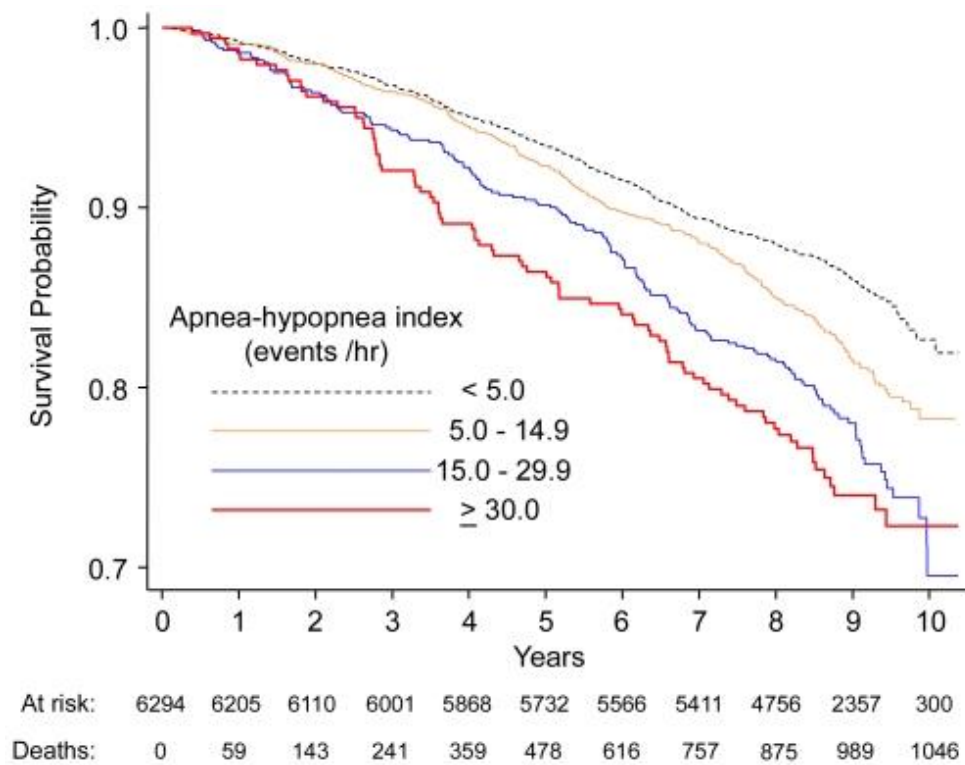 1.0
0.9
0.8
0.7
Survival Probability
Apnea-hypopnea index
(events /hr)
< 5.0
5.0 - 14.9
15.0 - 29.9
≥ 30.0
0 1 2 3 4 5 6 7 8 9 10
Years
At risk: 6294 6205 6110 6001 5868 5732 5566 5411 4756 2357 300
Deaths: 0 59 143 241 359 478 616 757 875 989 1046